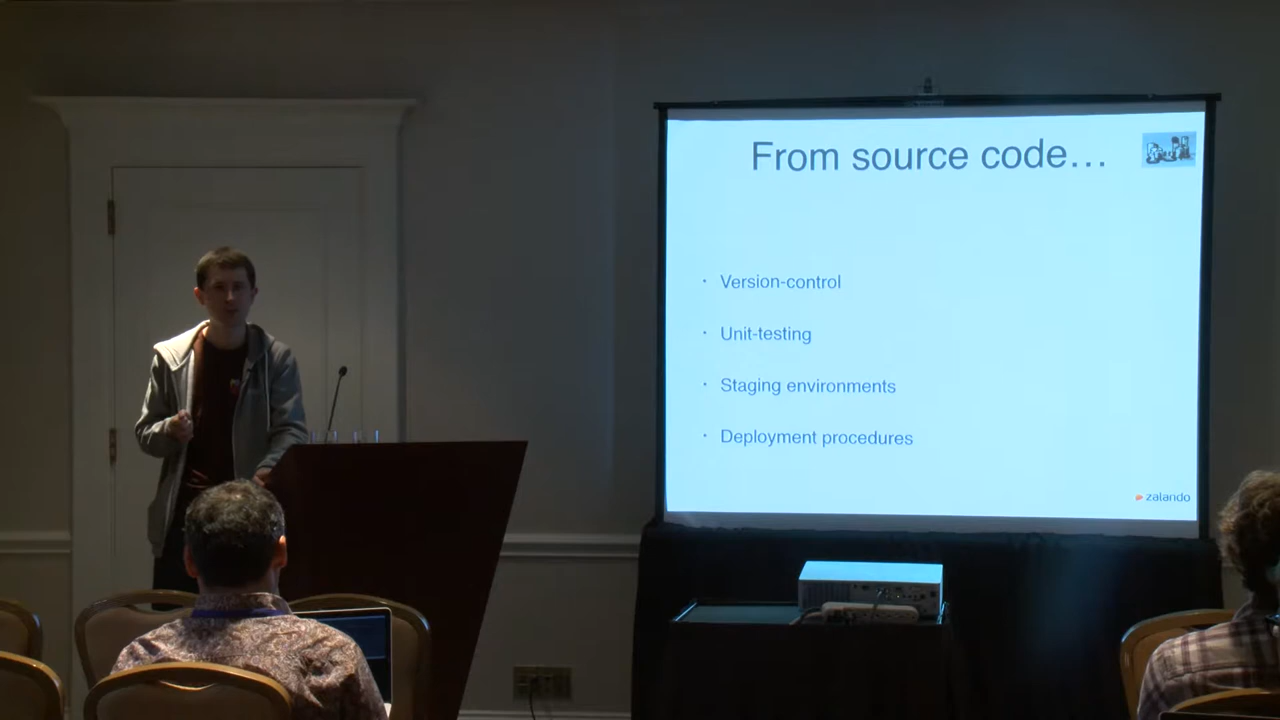 From source code…
· Version-control
· Unit-testing
· Staging environments
· Deployment procedures
zalando